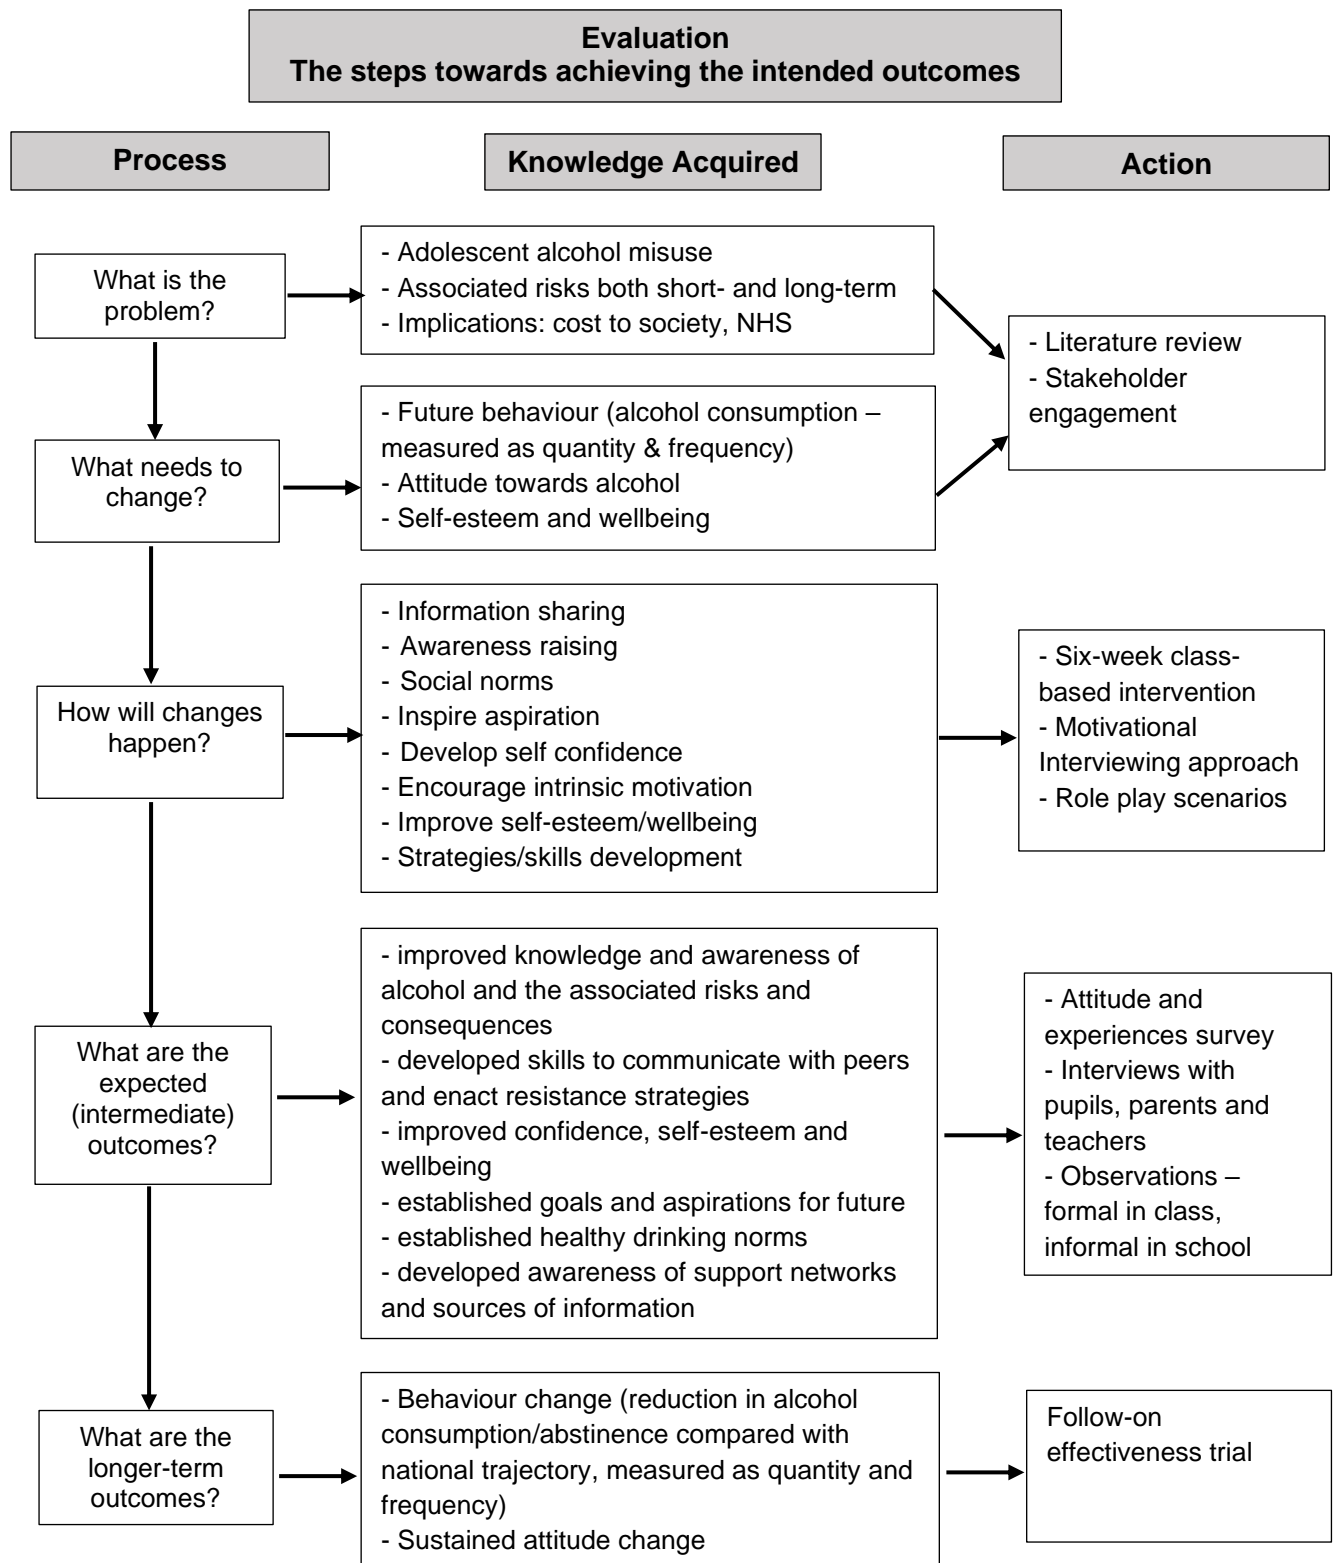 Evaluation
The steps towards achieving the intended outcomes
Process
Knowledge Acquired
Action
What is the
problem?
- Adolescent alcohol misuse
- Associated risks both short- and long-term
- Implications: cost to society, NHS
- Literature review
- Stakeholder
engagement
What needs to
change?
- Future behaviour (alcohol consumption –
measured as quantity & frequency)
- Attitude towards alcohol
- Self-esteem and wellbeing
How will changes
happen?
- Information sharing
- Awareness raising
- Social norms
- Inspire aspiration
- Develop self confidence
- Encourage intrinsic motivation
- Improve self-esteem/wellbeing
- Strategies/skills development
- Six-week class-
based intervention
- Motivational
Interviewing approach
- Role play scenarios
What are the
expected
(intermediate)
outcomes?
- improved knowledge and awareness of
alcohol and the associated risks and
consequences
- developed skills to communicate with peers
and enact resistance strategies
- improved confidence, self-esteem and
wellbeing
- established goals and aspirations for future
- established healthy drinking norms
- developed awareness of support networks
and sources of information
- Attitude and
experiences survey
- Interviews with
pupils, parents and
teachers
- Observations –
formal in class,
informal in school
What are the
longer-term
outcomes?
- Behaviour change (reduction in alcohol
consumption/abstinence compared with
national trajectory, measured as quantity and
frequency)
- Sustained attitude change
Follow-on
effectiveness trial